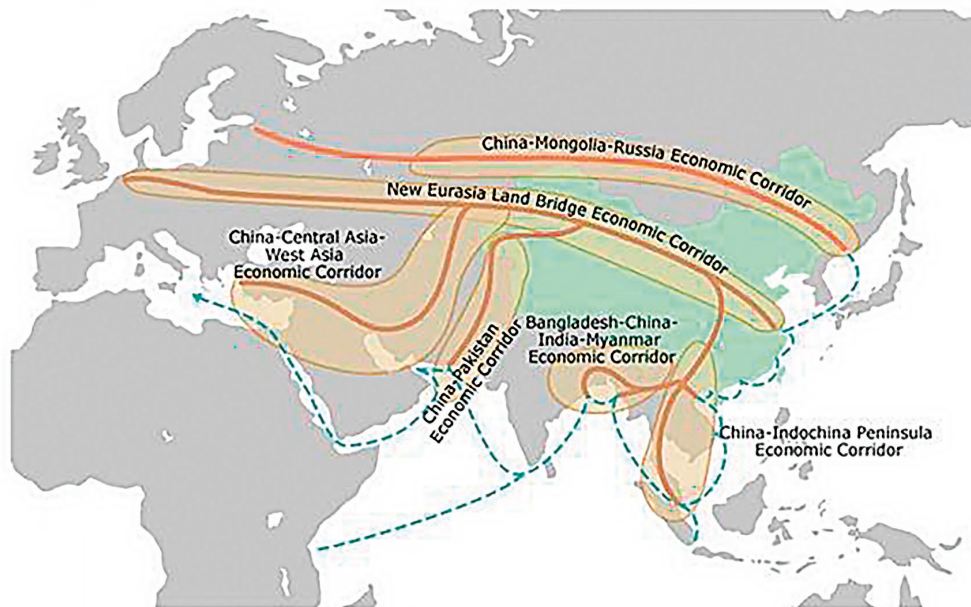 China-Mongolia-Russia Economic Corridor
New Eurasia Land Bridge Economic Corridor
China-Central Asia-
West Asia
Economic Corridor
China-Pakistan
Economic Corridor
Bangladesh-China-
India-Myanmar
Economic Corridor
China-Indochina Peninsula
Economic Corridor